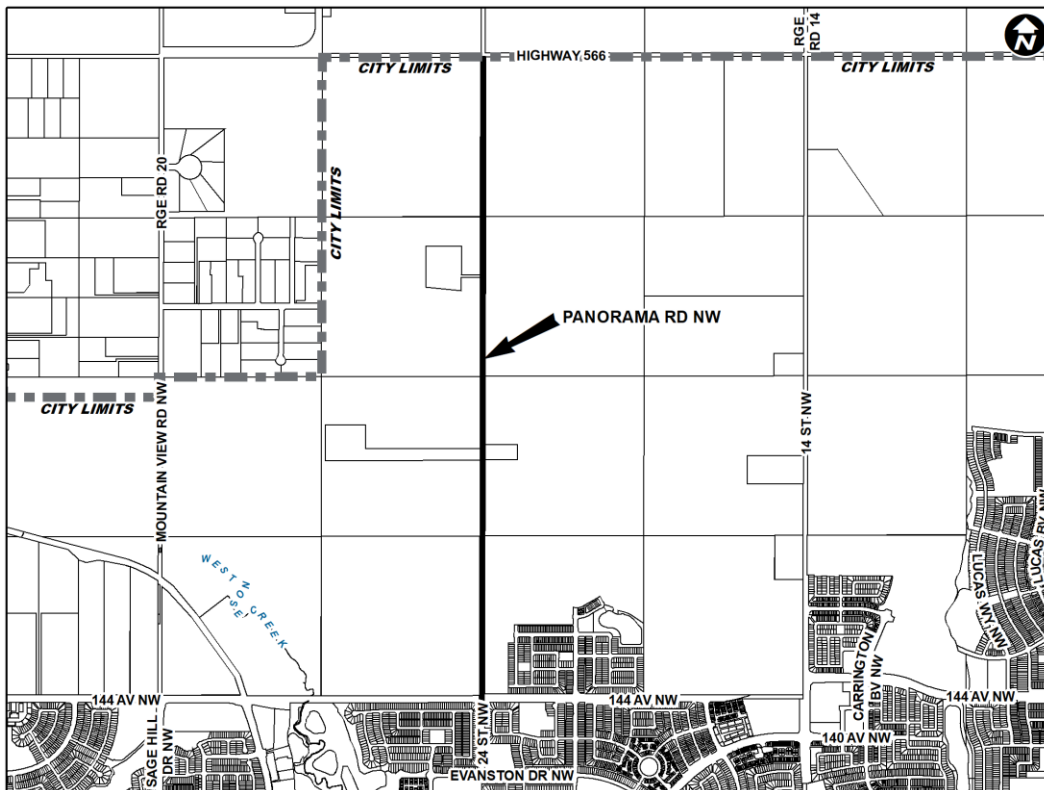 RGE
RD 14
N
HIGHWAY 566
CITY LIMITS
CITY LIMITS
RGE RD 20
CITY LIMITS
PANORAMA RD NW
CITY LIMITS
MOUNTAIN VIEW RD NW
14 ST NW
WESTON CREEK
SE
LUCAS WY NW
LUCAS BV NW
CARRINGTON
BV NW
144 AV NW
144 AV NW
144 AV NW
SAGE HILL
DR NW
24 ST NW
140 AV NW
EVANSTON DR NW